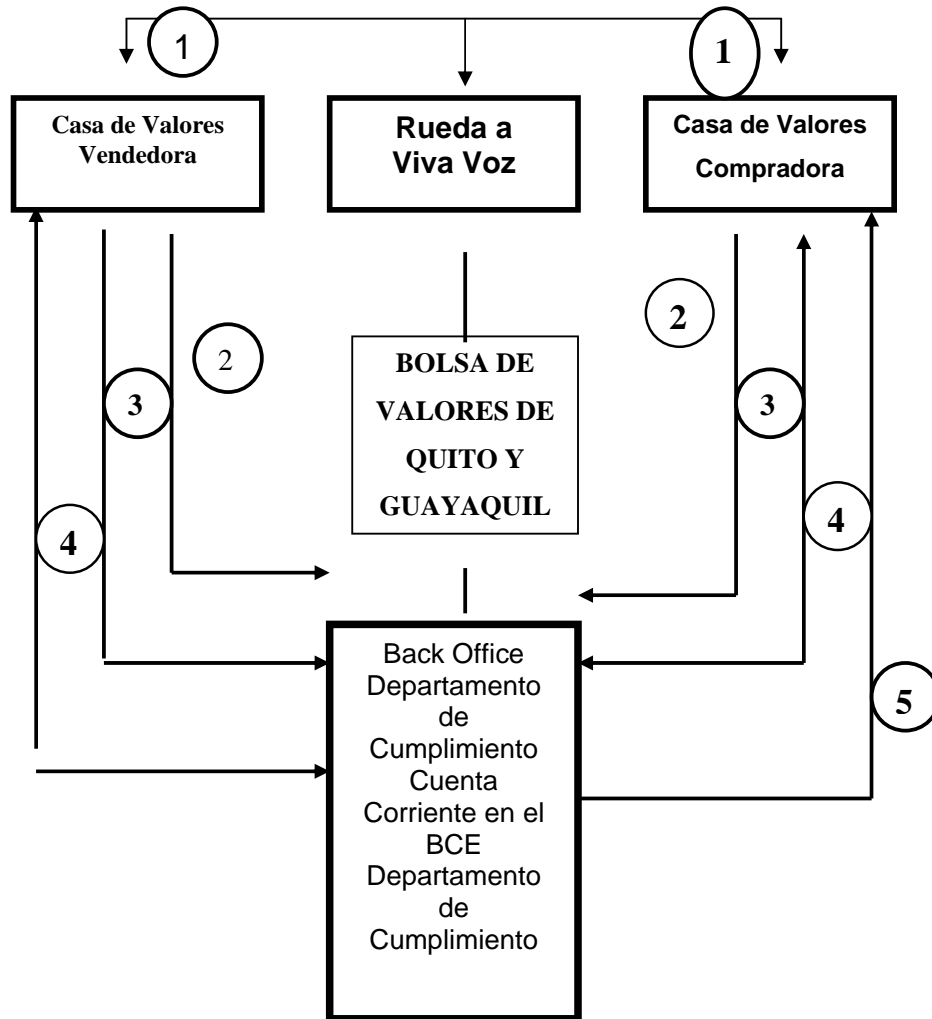 1
1
Casa de Valores
Vendedora
Rueda a
Viva Voz
Casa de Valores
Compradora
2
2
3
BOLSA DE
VALORES DE
QUITO Y
GUAYAQUIL
3
4
4
Back Office
Departamento
de
Cumplimiento
Cuenta
Corriente en el
BCE
Departamento
de
Cumplimiento
5